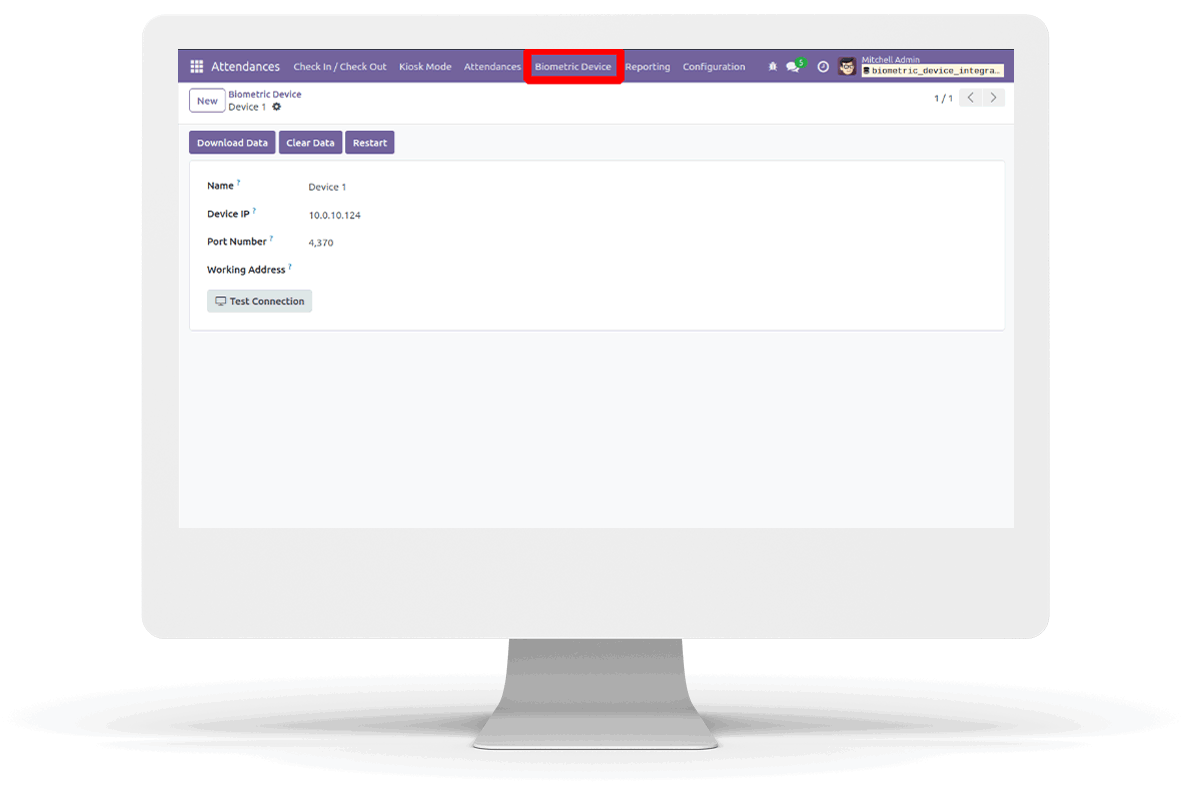 Attendances Check In / Check Out Kiosk Mode Attendances Biometric Device Reporting Configuration 5 Mitchell Admin
biometric_device_integra...
New Biometric Device
Device 1
1 / 1
Download Data Clear Data Restart
Name ? Device 1
Device IP ? 10.0.10.124
Port Number ? 4,370
Working Address ?
Test Connection